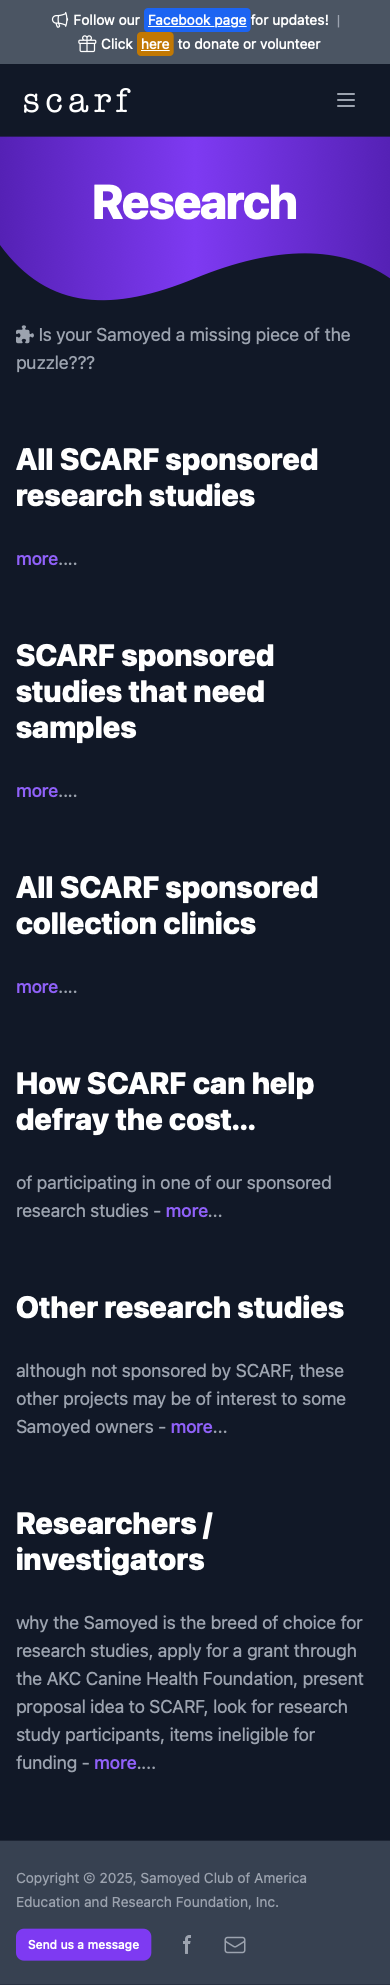 Follow our Facebook page for updates! |
Click here to donate or volunteer
scarf
Research
Is your Samoyed a missing piece of the
puzzle???
All SCARF sponsored
research studies
more....
SCARF sponsored
studies that need
samples
more....
All SCARF sponsored
collection clinics
more....
How SCARF can help
defray the cost...
of participating in one of our sponsored
research studies - more...
Other research studies
although not sponsored by SCARF, these
other projects may be of interest to some
Samoyed owners - more...
Researchers /
investigators
why the Samoyed is the breed of choice for
research studies, apply for a grant through
the AKC Canine Health Foundation, present
proposal idea to SCARF, look for research
study participants, items ineligible for
funding - more....
Copyright © 2025, Samoyed Club of America
Education and Research Foundation, Inc.
Send us a message